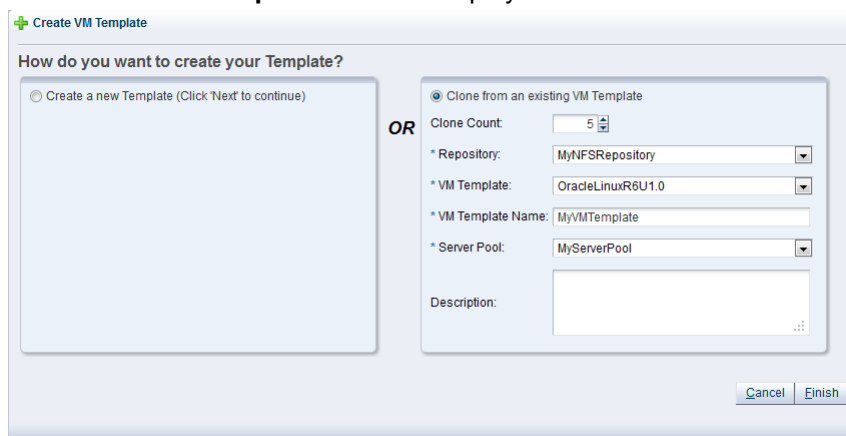 Create VM Template
How do you want to create your Template?
Create a new Template (Click 'Next' to continue)
OR
Clone from an existing VM Template
Clone Count: 5
* Repository: MyNFSRepository
* VM Template: OracleLinuxR6U1.0
* VM Template Name: MyVMTemplate
* Server Pool: MyServerPool
Description:
Cancel Finish